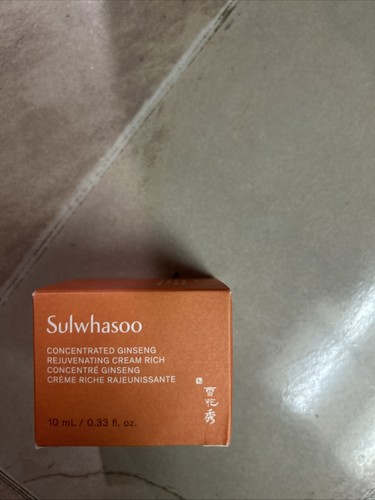 Sulwhasoo
CONCENTRATED GINSENG
REJUVENATING CREAM RICH
CONCENTRÉ GINSENG
CRÈME RICHE RAJEUNISSANTE
10 mL / 0.33 fl. oz.
雪花秀